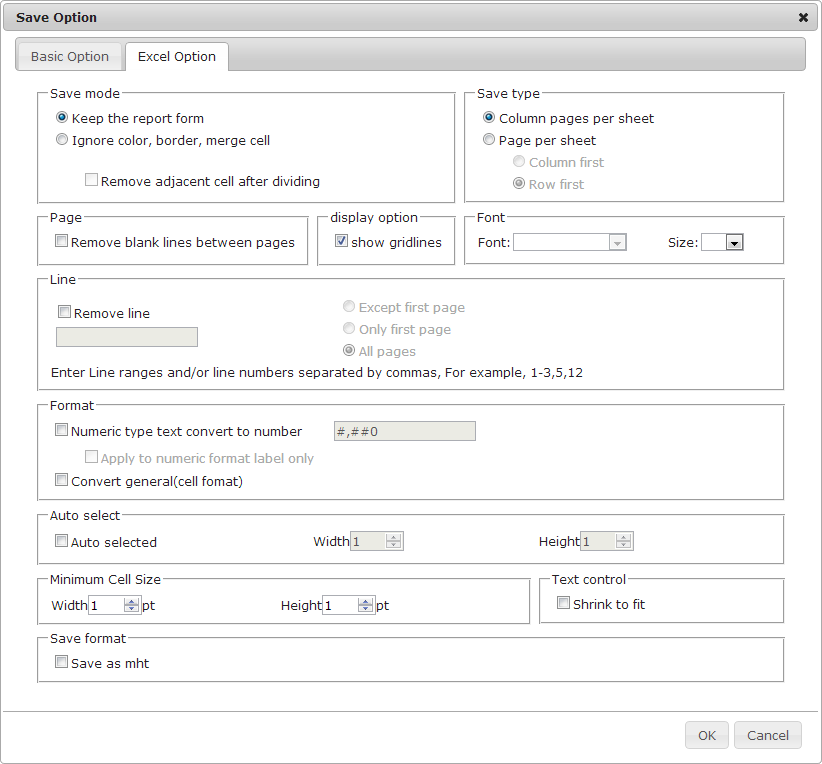 Save Option
Basic Option
Excel Option
Save mode
Keep the report form
Ignore color, border, merge cell
Remove adjacent cell after dividing
Save type
Column pages per sheet
Page per sheet
Column first
Row first
Page
Remove blank lines between pages
display option
show gridlines
Font
Font:
Size:
Line
Remove line
Except first page
Only first page
All pages
Enter Line ranges and/or line numbers separated by commas, For example, 1-3,5,12
Format
Numeric type text convert to number
#,##0
Apply to numeric format label only
Convert general(cell fomat)
Auto select
Auto selected
Width 1
Height 1
Minimum Cell Size
Width 1 pt
Height 1 pt
Text control
Shrink to fit
Save format
Save as mht
OK
Cancel